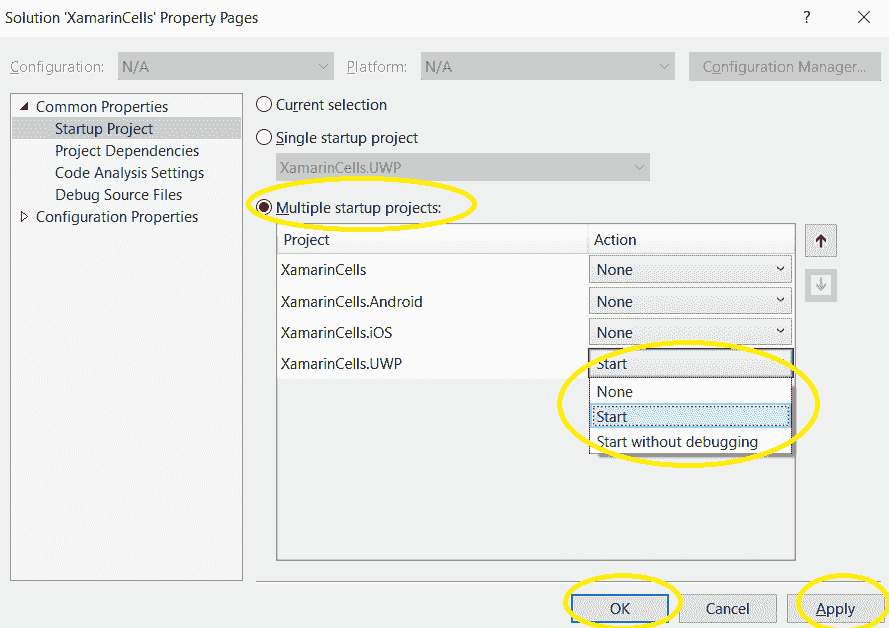 Solution 'XamarinCells' Property Pages
?
Configuration: N/A Platform: N/A Configuration Manager...
Common Properties
Startup Project
Project Dependencies
Code Analysis Settings
Debug Source Files
Configuration Properties
Current selection
Single startup project
XamarinCells.UWP
Multiple startup projects:
Project Action
XamarinCells None
XamarinCells.Android None
XamarinCells.iOS None
XamarinCells.UWP Start
None
Start
Start without debugging
OK Cancel Apply